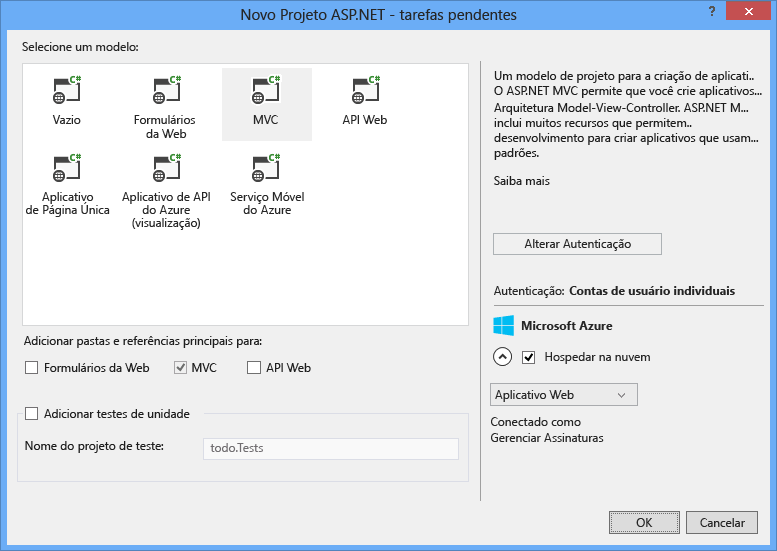 Novo Projeto ASP.NET - tarefas pendentes
?
Selecione um modelo:
C#
C#
C#
C#
Vazio
Formulários
da Web
MVC
API Web
C#
C#
C#
Aplicativo
de Página Única
Aplicativo de API
do Azure
(visualização)
Serviço Móvel
do Azure
Adicionar pastas e referências principais para:
Formulários da Web
MVC
API Web
Adicionar testes de unidade
Nome do projeto de teste:
todo.Tests
Um modelo de projeto para a criação de aplicati..
O ASP.NET MVC permite que você crie aplicativos...
Arquitetura Model-View-Controller. ASP.NET M...
inclui muitos recursos que permitem..
desenvolvimento para criar aplicativos que usam...
padrões.
Saiba mais
Alterar Autenticação
Autenticação: Contas de usuário individuais
Microsoft Azure
Hospedar na nuvem
Aplicativo Web
Conectado como
Gerenciar Assinaturas
OK
Cancelar